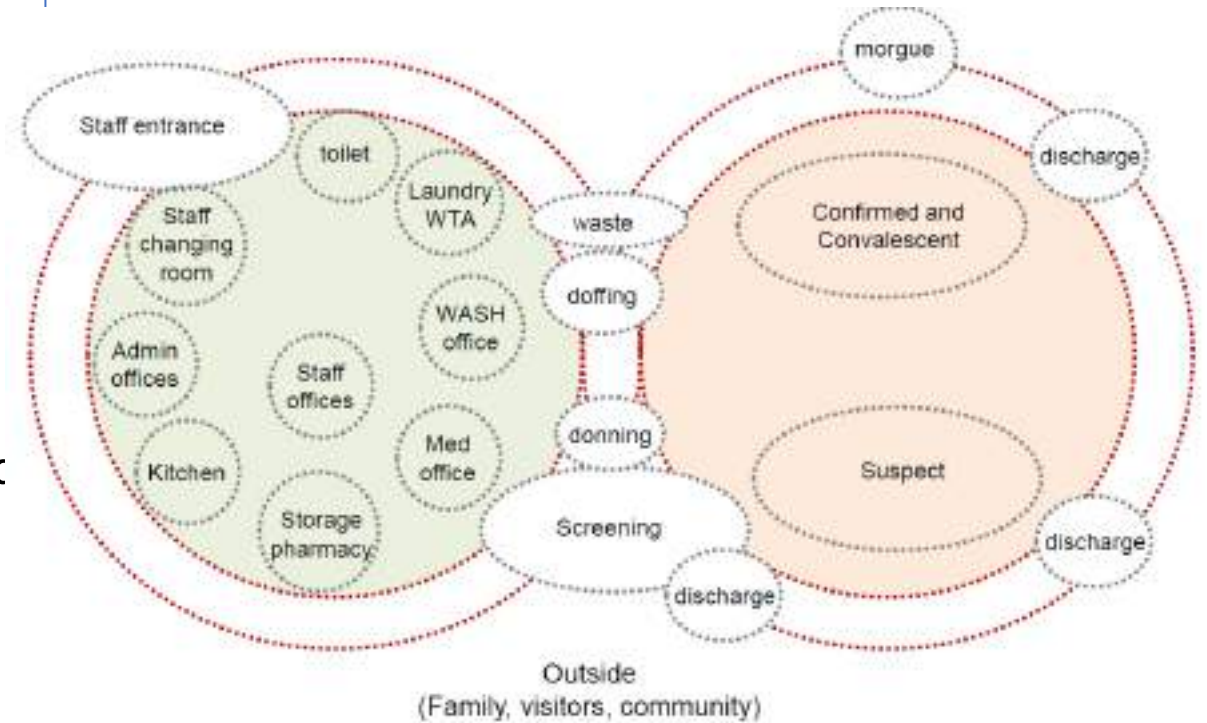 morgue
Staff entrance
toilet
discharge
Laundry
WTA
Staff
changing
room
waste
Confirmed and
Convalescent
doffing
WASH
office
Admin
offices
Staff
offices
donning
Med
office
Kitchen
Suspect
Storage
pharmacy
Screening
discharge
discharge
Outside
(Family, visitors, community)